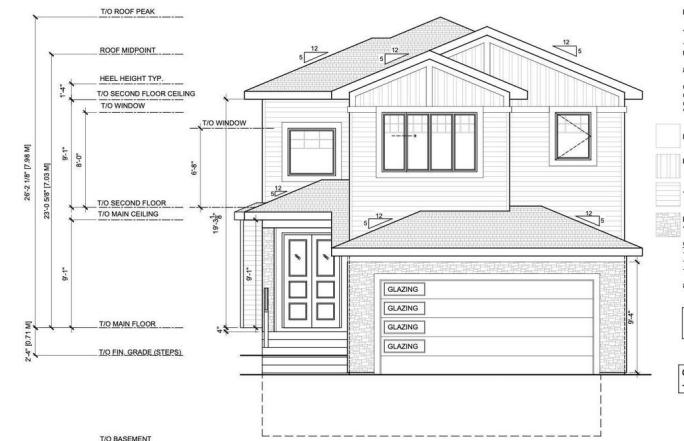 T/O ROOF PEAK
ROOF MIDPOINT
HEEL HEIGHT TYP.
T/O SECOND FLOOR CEILING
T/O WINDOW
T/O WINDOW
T/O SECOND FLOOR
T/O MAIN CEILING
T/O MAIN FLOOR
T/O FIN. GRADE (STEPS)
T/O BASEMENT
26'-2 1/8" [7.98 M]
23'-0 5/8" [7.03 M]
2'-4" [0.71 M]
1'-4"
9'-1"
8'-0"
9'-1"
6'-8"
9'-1"
4"
9'-4"
12
5
12
5
12
5
12
5
12
5
12
5
GLAZING
GLAZING
GLAZING
GLAZING